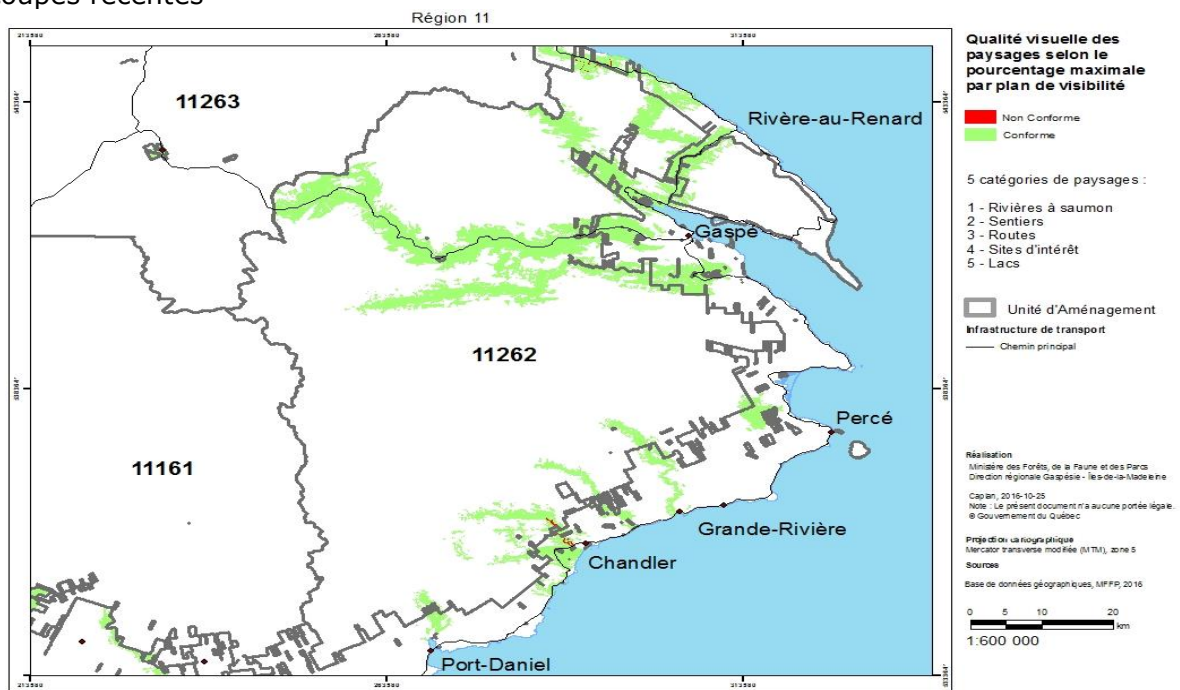 coupes récentes
Région 11
11263
Rivère-au-Renard
Gaspé
11262
11161
Percé
Grande-Rivière
Chandler
Port-Daniel
Qualité visuelle des
paysages selon le
pourcentage maximale
par plan de visibilité
Non Conforme
Conforme
5 catégories de paysages :
1 - Rivières à saumon
2 - Sentiers
3 - Routes
4 - Sites d'intérêt
5 - Lacs
Unité d'Aménagement
Infrastructure de transport
Chemin principal
Réalisation
Ministère des Forêts, de la Faune et des Parcs
Direction régionale Gaspésie - Îles-de-la-Madeleine
Caplan, 2016-10-25
Note : Le présent document n'a aucune portée légale.
© Gouvernement du Québec
Projection cartographique
Mercator transverse modifiée (MTM), zone 5
Sources
Base de données géographiques, MFFP, 2016
0 5 10 20
km
1:600 000